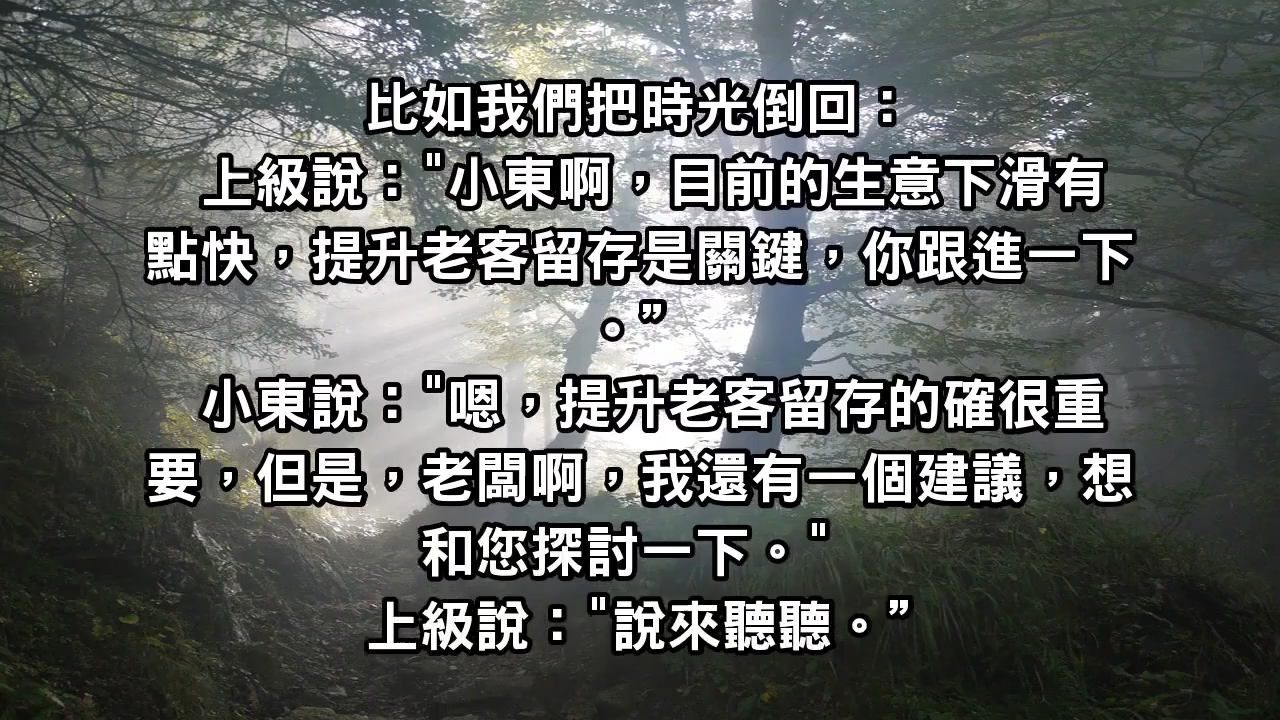 比如我們把時光倒回：
上級說："小東啊，目前的生意下滑有
點快，提升老客留存是關鍵，你跟進一下
。”
小東說："嗯，提升老客留存的確很重
要，但是，老闆啊，我還有一個建議，想
和您探討一下。"
上級說："說來聽聽。”